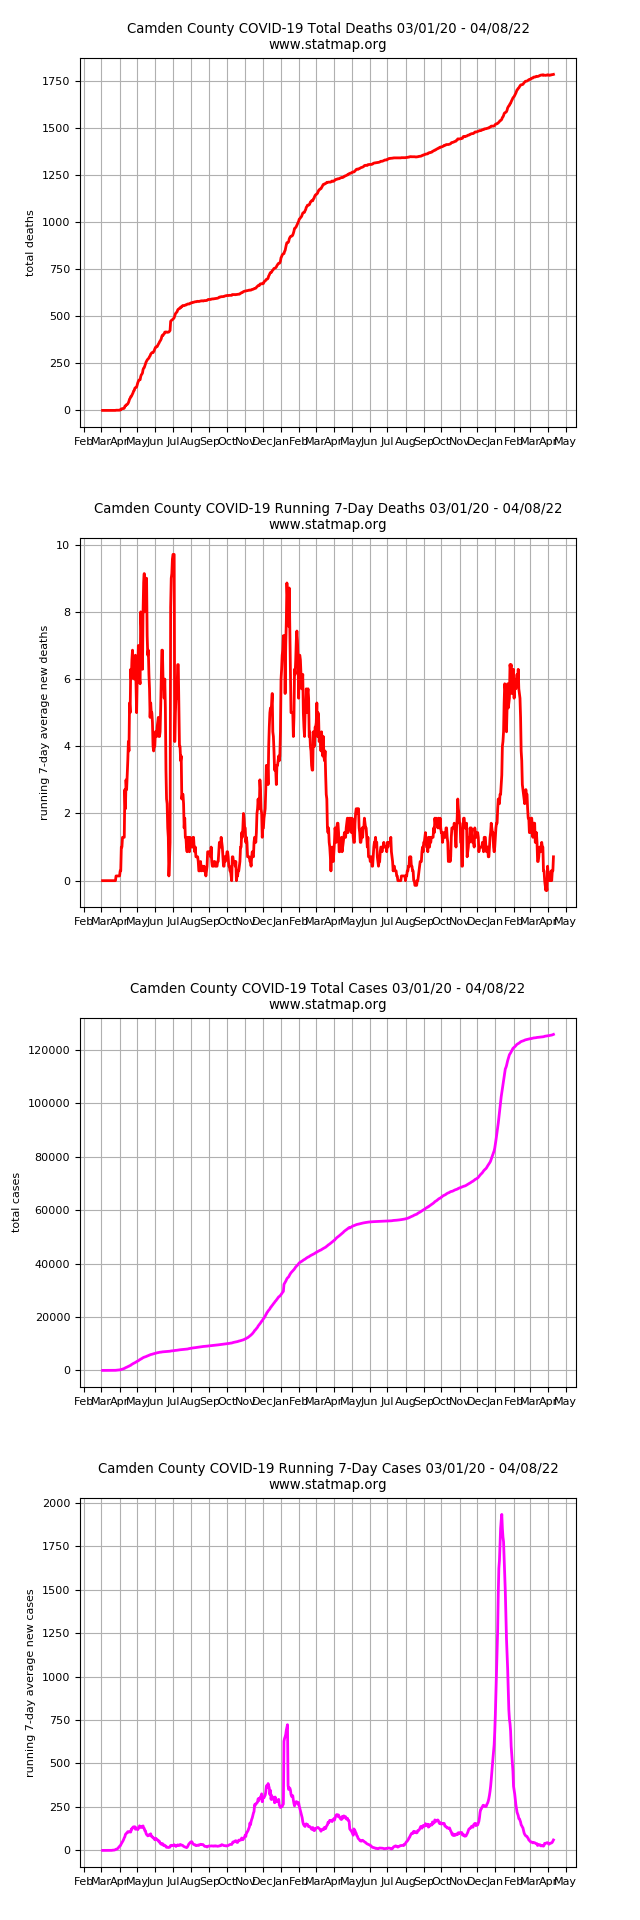 Camden County COVID-19 Total Deaths 03/01/20 - 04/08/22
www.statmap.org
total deaths
1750
1500
1250
1000
750
500
250
0
Feb Mar Apr May Jun Jul Aug Sep Oct Nov Dec Jan Feb Mar Apr May Jun Jul Aug Sep Oct Nov Dec Jan Feb Mar Apr May
Camden County COVID-19 Running 7-Day Deaths 03/01/20 - 04/08/22
www.statmap.org
running 7-day average new deaths
10
8
6
4
2
0
Feb Mar Apr May Jun Jul Aug Sep Oct Nov Dec Jan Feb Mar Apr May Jun Jul Aug Sep Oct Nov Dec Jan Feb Mar Apr May
Camden County COVID-19 Total Cases 03/01/20 - 04/08/22
www.statmap.org
total cases
120000
100000
80000
60000
40000
20000
0
Feb Mar Apr May Jun Jul Aug Sep Oct Nov Dec Jan Feb Mar Apr May Jun Jul Aug Sep Oct Nov Dec Jan Feb Mar Apr May
Camden County COVID-19 Running 7-Day Cases 03/01/20 - 04/08/22
www.statmap.org
running 7-day average new cases
2000
1750
1500
1250
1000
750
500
250
0
Feb Mar Apr May Jun Jul Aug Sep Oct Nov Dec Jan Feb Mar Apr May Jun Jul Aug Sep Oct Nov Dec Jan Feb Mar Apr May